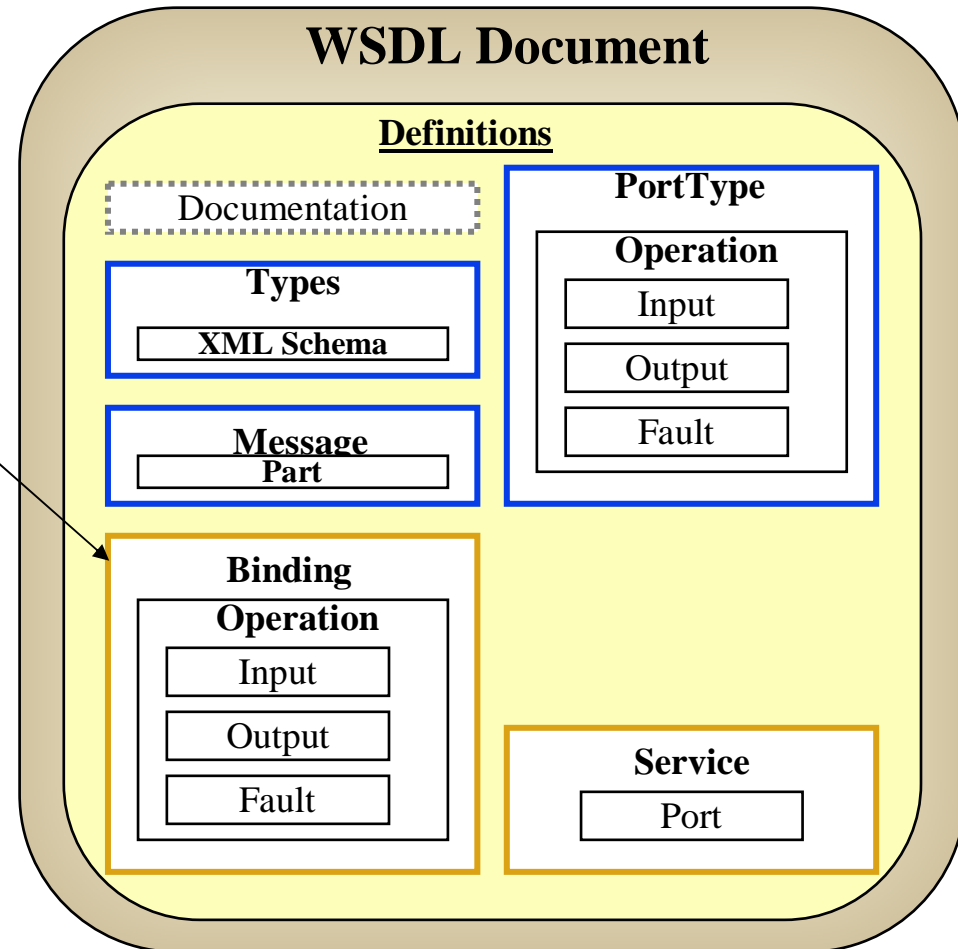 WSDL Document
Definitions
Documentation
Types
XML Schema
Message
Part
PortType
Operation
Input
Output
Fault
Binding
Operation
Input
Output
Fault
Service
Port